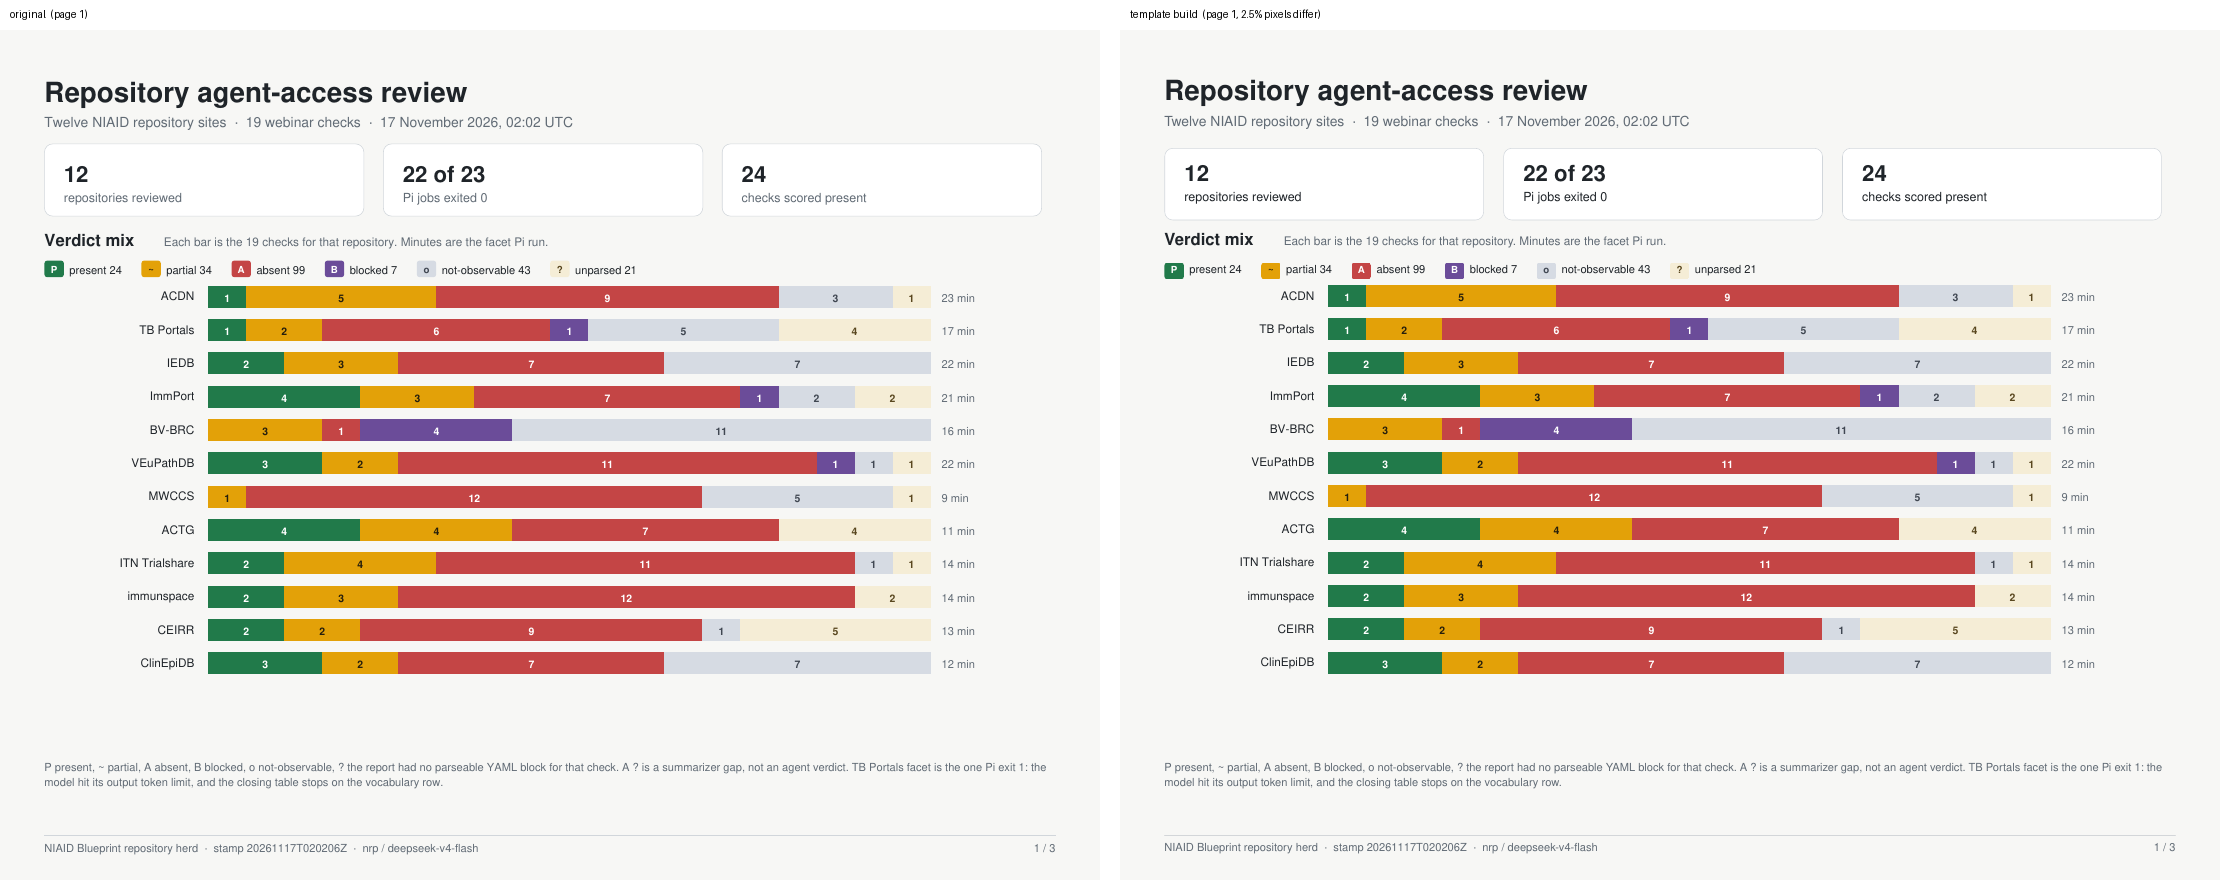 original (page 1)
Repository agent-access review
Twelve NIAID repository sites · 19 webinar checks · 17 November 2026, 02:02 UTC
12
repositories reviewed
22 of 23
Pi jobs exited 0
24
checks scored present
Verdict mix Each bar is the 19 checks for that repository. Minutes are the facet Pi run.
P present 24 ~ partial 34 A absent 99 B blocked 7 o not-observable 43 ? unparsed 21
ACDN 1 5 9 3 1 23 min
TB Portals 1 2 6 1 5 4 17 min
IEDB 2 3 7 7 22 min
ImmPort 4 3 7 1 2 2 21 min
BV-BRC 3 1 4 11 16 min
VEuPathDB 3 2 11 1 1 1 22 min
MWCCS 1 12 5 1 9 min
ACTG 4 4 7 4 11 min
ITN Trialshare 2 4 11 1 1 14 min
immunspace 2 3 12 2 14 min
CEIRR 2 2 9 1 5 13 min
ClinEpiDB 3 2 7 7 12 min
P present, ~ partial, A absent, B blocked, o not-observable, ? the report had no parseable YAML block for that check. A ? is a summarizer gap, not an agent verdict. TB Portals facet is the one Pi exit 1: the
model hit its output token limit, and the closing table stops on the vocabulary row.
NIAID Blueprint repository herd · stamp 20261117T020206Z · nrp / deepseek-v4-flash 1 / 3
template build (page 1, 2.5% pixels differ)
Repository agent-access review
Twelve NIAID repository sites · 19 webinar checks · 17 November 2026, 02:02 UTC
12
repositories reviewed
22 of 23
Pi jobs exited 0
24
checks scored present
Verdict mix Each bar is the 19 checks for that repository. Minutes are the facet Pi run.
P present 24 ~ partial 34 A absent 99 B blocked 7 o not-observable 43 ? unparsed 21
ACDN 1 5 9 3 1 23 min
TB Portals 1 2 6 1 5 4 17 min
IEDB 2 3 7 7 22 min
ImmPort 4 3 7 1 2 2 21 min
BV-BRC 3 1 4 11 16 min
VEuPathDB 3 2 11 1 1 1 22 min
MWCCS 1 12 5 1 9 min
ACTG 4 4 7 4 11 min
ITN Trialshare 2 4 11 1 1 14 min
immunspace 2 3 12 2 14 min
CEIRR 2 2 9 1 5 13 min
ClinEpiDB 3 2 7 7 12 min
P present, ~ partial, A absent, B blocked, o not-observable, ? the report had no parseable YAML block for that check. A ? is a summarizer gap, not an agent verdict. TB Portals facet is the one Pi exit 1: the
model hit its output token limit, and the closing table stops on the vocabulary row.
NIAID Blueprint repository herd · stamp 20261117T020206Z · nrp / deepseek-v4-flash 1 / 3